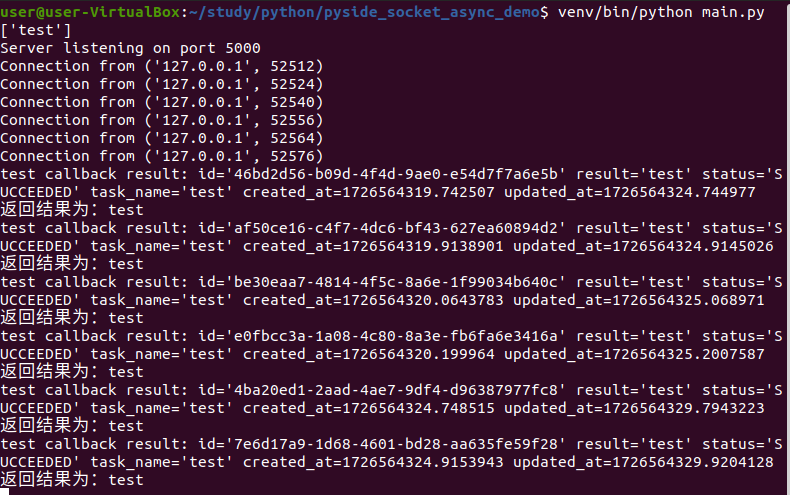 user@user-VirtualBox:~/study/python/pyside_socket_async_demo$ venv/bin/python main.py
['test']
Server listening on port 5000
Connection from ('127.0.0.1', 52512)
Connection from ('127.0.0.1', 52524)
Connection from ('127.0.0.1', 52540)
Connection from ('127.0.0.1', 52556)
Connection from ('127.0.0.1', 52564)
Connection from ('127.0.0.1', 52576)
test callback result: id='46bd2d56-b09d-4f4d-9ae0-e54d7f7a6e5b' result='test' status='S
UCCEEDED' task_name='test' created_at=1726564319.742507 updated_at=1726564324.744977
返回结果为：test
test callback result: id='af50ce16-c4f7-4dc6-bf43-627ea60894d2' result='test' status='S
UCCEEDED' task_name='test' created_at=1726564319.9138901 updated_at=1726564324.9145026
返回结果为：test
test callback result: id='be30eaa7-4814-4f5c-8a6e-1f99034b640c' result='test' status='S
UCCEEDED' task_name='test' created_at=1726564320.0643783 updated_at=1726564325.068971
返回结果为：test
test callback result: id='e0fbcc3a-1a08-4c80-8a3e-fb6fa6e3416a' result='test' status='S
UCCEEDED' task_name='test' created_at=1726564320.199964 updated_at=1726564325.2007587
返回结果为：test
test callback result: id='4ba20ed1-2aad-4ae7-9df4-d96387977fc8' result='test' status='S
UCCEEDED' task_name='test' created_at=1726564324.748515 updated_at=1726564329.7943223
返回结果为：test
test callback result: id='7e6d17a9-1d68-4601-bd28-aa635fe59f28' result='test' status='S
UCCEEDED' task_name='test' created_at=1726564324.9153943 updated_at=1726564329.9204128
返回结果为：test